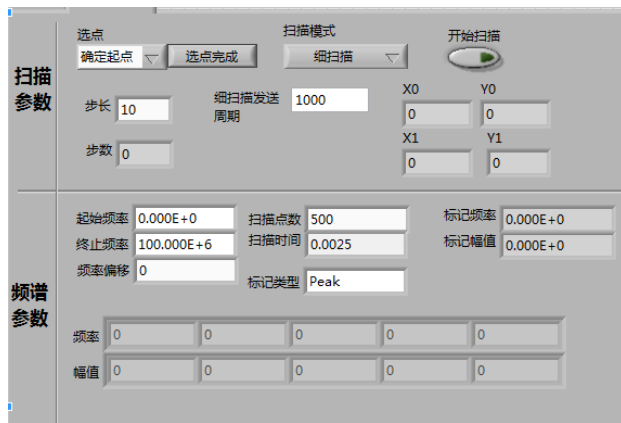 扫描参数
选点
确定起点
选点完成
扫描模式
细扫描
开始扫描
步长 10
细扫描发送周期 1000
步数 0
X0 Y0
0 0
X1 Y1
0 0
频谱参数
起始频率 0.000E+0
终止频率 100.000E+6
频率偏移 0
扫描点数 500
扫描时间 0.0025
标记类型 Peak
标记频率 0.000E+0
标记幅值 0.000E+0
频率 0 0 0 0 0
幅值 0 0 0 0 0